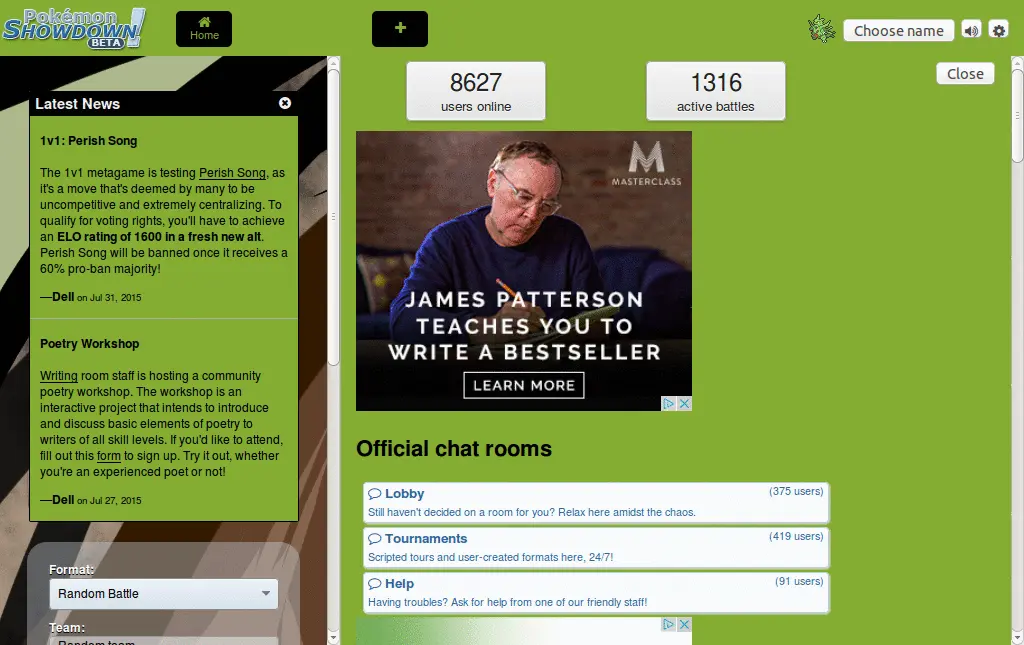 Pokémon
SHOWDOWN!
BETA
Home
Choose name
Latest News
1v1: Perish Song
The 1v1 metagame is testing Perish Song, as
it's a move that's deemed by many to be
uncompetitive and extremely centralizing. To
qualify for voting rights, you'll have to achieve
an ELO rating of 1600 in a fresh new alt.
Perish Song will be banned once it receives a
60% pro-ban majority!
—Dell on Jul 31, 2015
Poetry Workshop
Writing room staff is hosting a community
poetry workshop. The workshop is an
interactive project that intends to introduce
and discuss basic elements of poetry to
writers of all skill levels. If you'd like to attend,
fill out this form to sign up. Try it out, whether
you're an experienced poet or not!
—Dell on Jul 27, 2015
Format:
Random Battle
Team:
Random team
8627
users online
1316
active battles
Close
M
MASTERCLASS
JAMES PATTERSON
TEACHES YOU TO
WRITE A BESTSELLER
LEARN MORE
Official chat rooms
Lobby (375 users)
Still haven't decided on a room for you? Relax here amidst the chaos.
Tournaments (419 users)
Scripted tours and user-created formats here, 24/7!
Help (91 users)
Having troubles? Ask for help from one of our friendly staff!